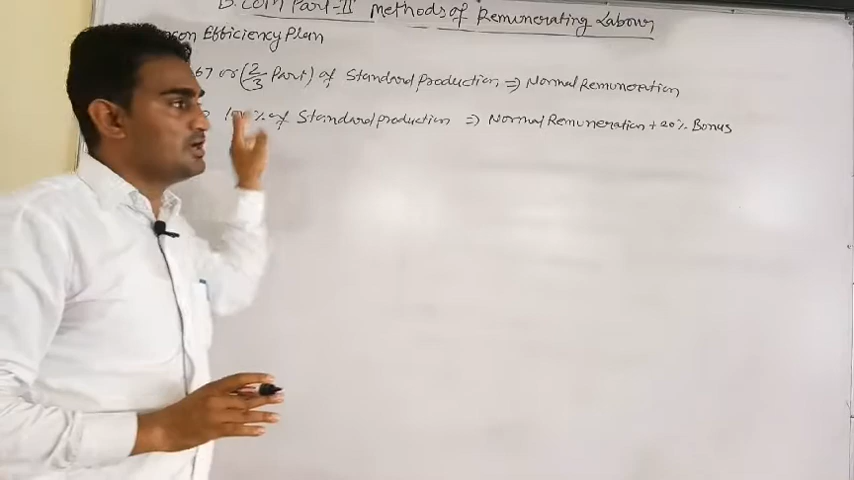 B.Com Part-II methods of Remunerating Labour
Efficiency Plan
67 or (2/3 Part) of Standard production ⇒ Normal Remuneration
100% of Standard production ⇒ Normal Remuneration + 20% Bonus